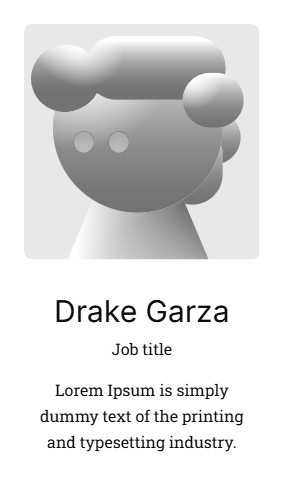 Drake Garza
Job title
Lorem Ipsum is simply
dummy text of the printing
and typesetting industry.